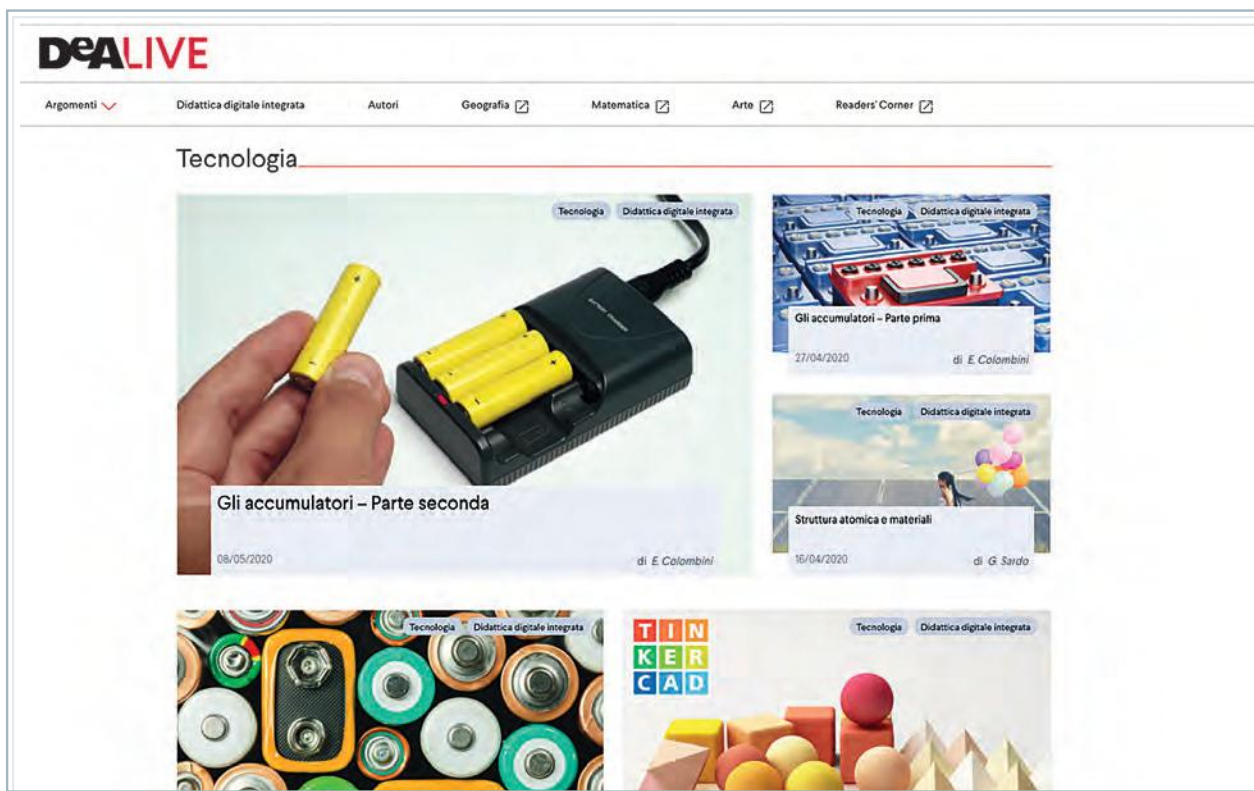 DeALIVE
Argomenti Didattica digitale integrata Autori Geografia Matematica Arte Readers' Corner
Tecnologia
Tecnologia Didattica digitale integrata
BATTERY CHARGER
Gli accumulatori – Parte seconda
08/05/2020 di E. Colombini
Tecnologia Didattica digitale integrata
Gli accumulatori – Parte prima
27/04/2020 di E. Colombini
Tecnologia Didattica digitale integrata
Struttura atomica e materiali
16/04/2020 di G. Sardo
Tecnologia Didattica digitale integrata
TIN
KER
CAD
Tecnologia Didattica digitale integrata